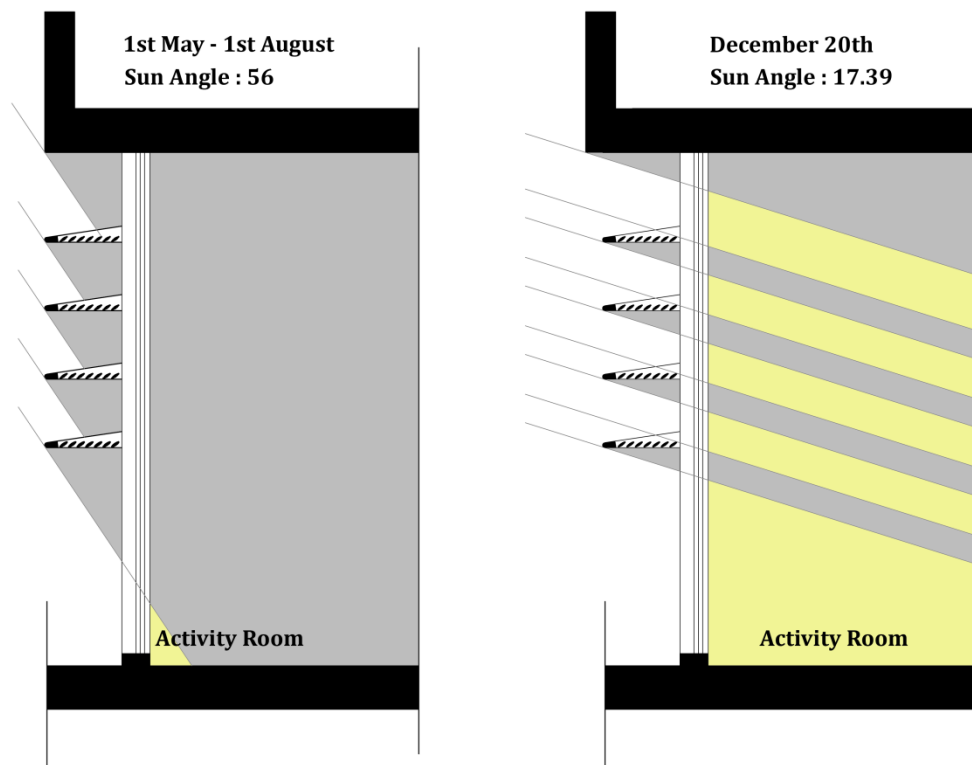 1st May - 1st August
Sun Angle : 56
December 20th
Sun Angle : 17.39
Activity Room
Activity Room